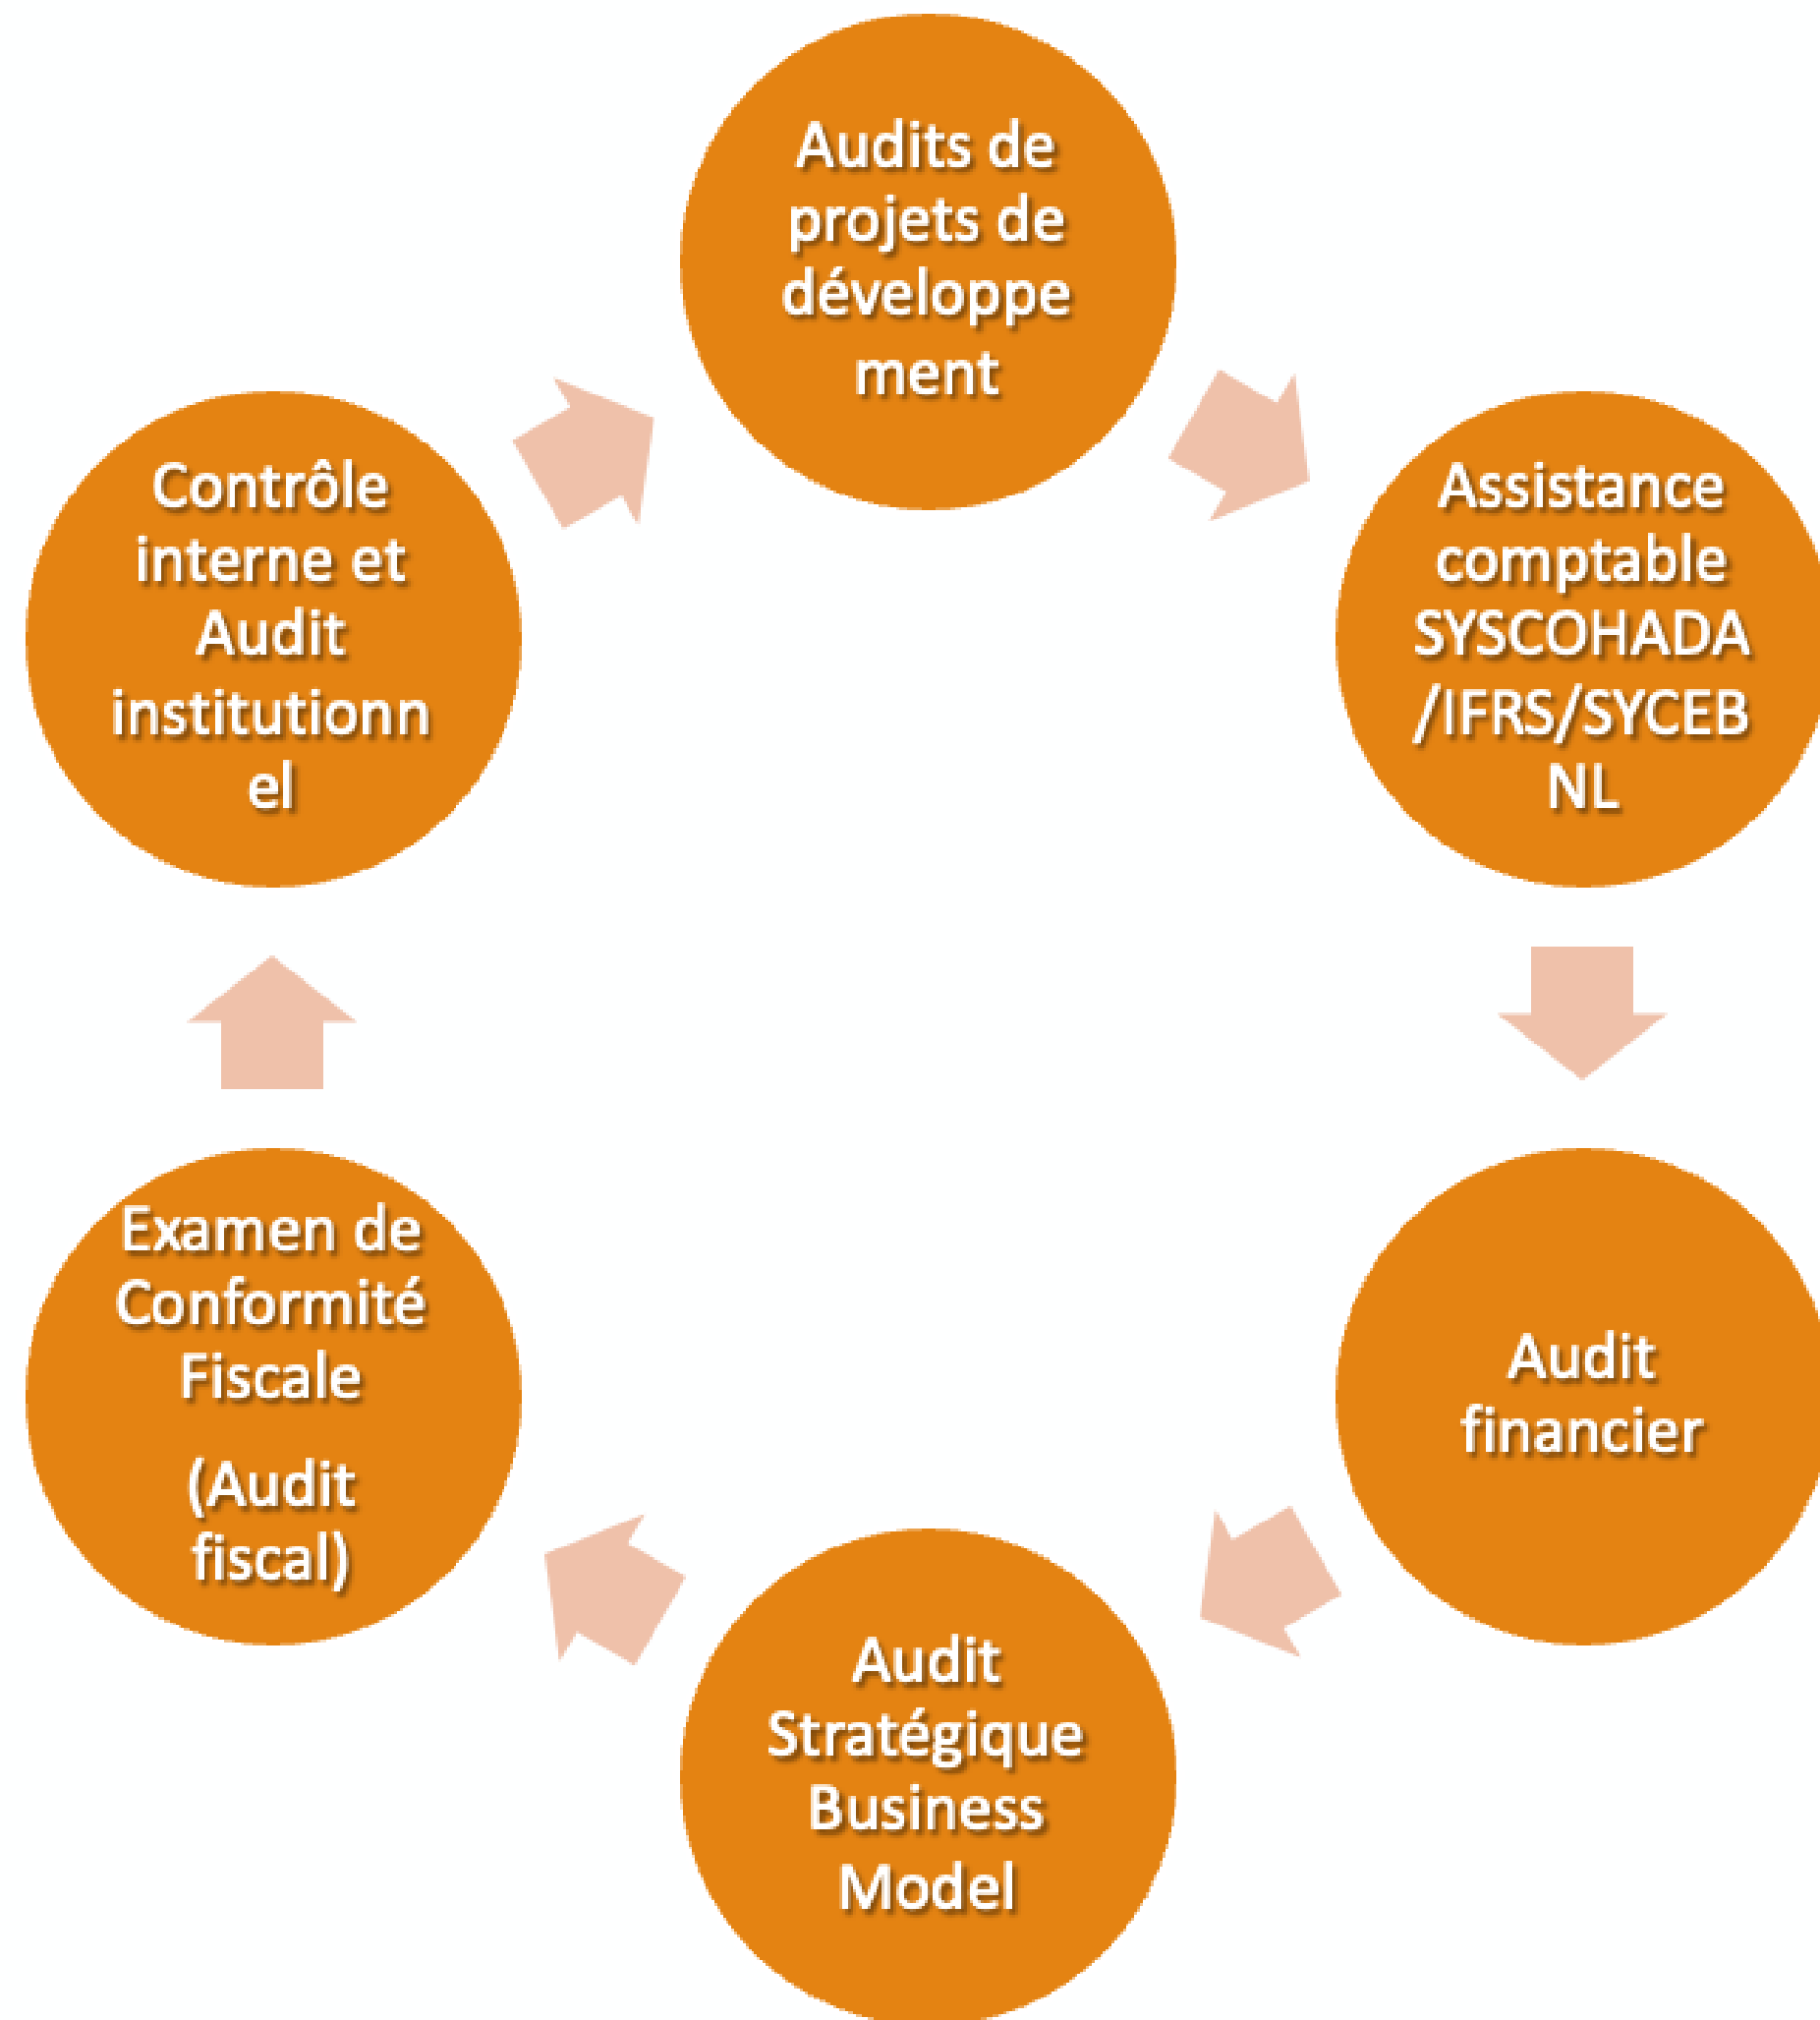 Audits de
projets de
développe
ment
Assistance
comptable
SYSCOHADA
/IFRS/SYCEB
NL
Audit
financier
Audit
Stratégique
Business
Model
Examen de
Conformité
Fiscale
(Audit
fiscal)
Contrôle
interne et
Audit
institutionn
el